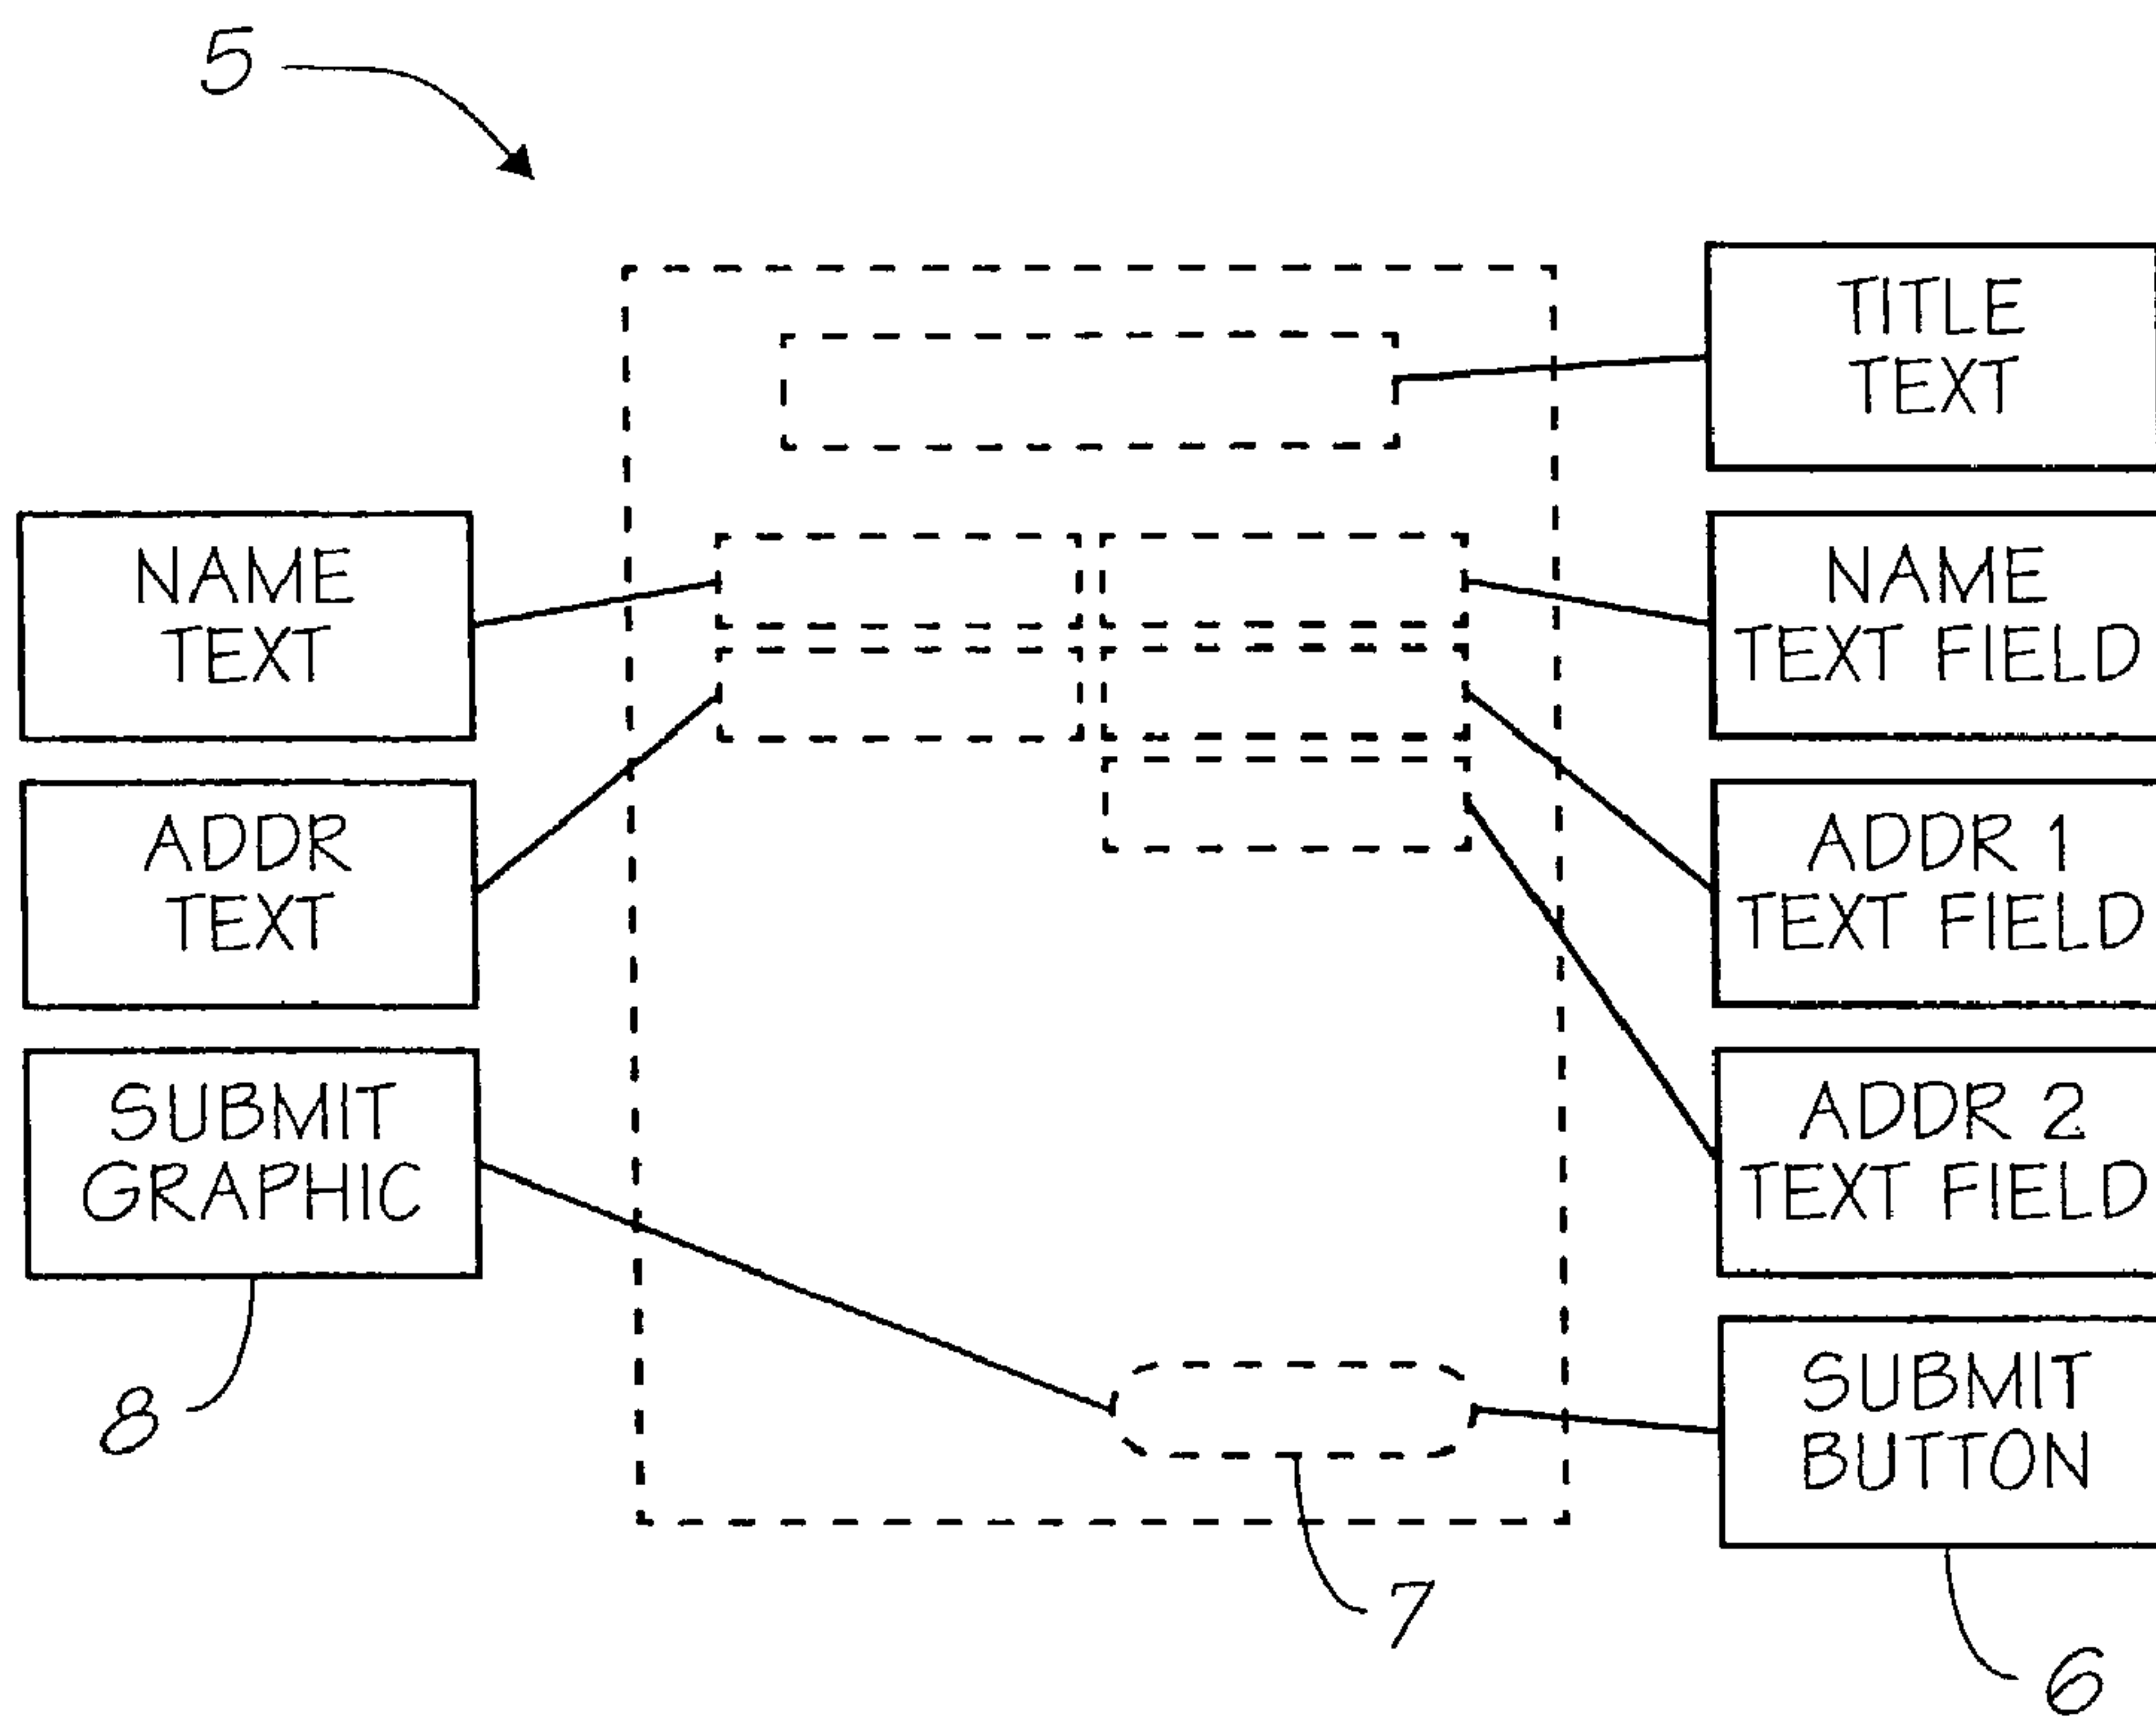 5
TITLE
TEXT
NAME
TEXT
NAME
TEXT FIELD
ADDR
TEXT
ADDR 1
TEXT FIELD
SUBMIT
GRAPHIC
ADDR 2
TEXT FIELD
SUBMIT
BUTTON
8
7
6